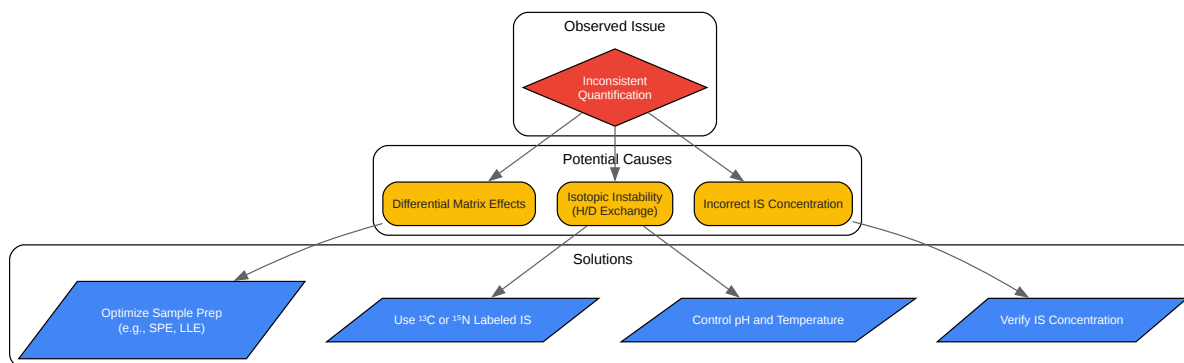 Observed Issue
Inconsistent
Quantification
Potential Causes
Differential Matrix Effects
Isotopic Instability
(H/D Exchange)
Incorrect IS Concentration
Solutions
Optimize Sample Prep
(e.g., SPE, LLE)
Use ¹³C or ¹⁵N Labeled IS
Control pH and Temperature
Verify IS Concentration